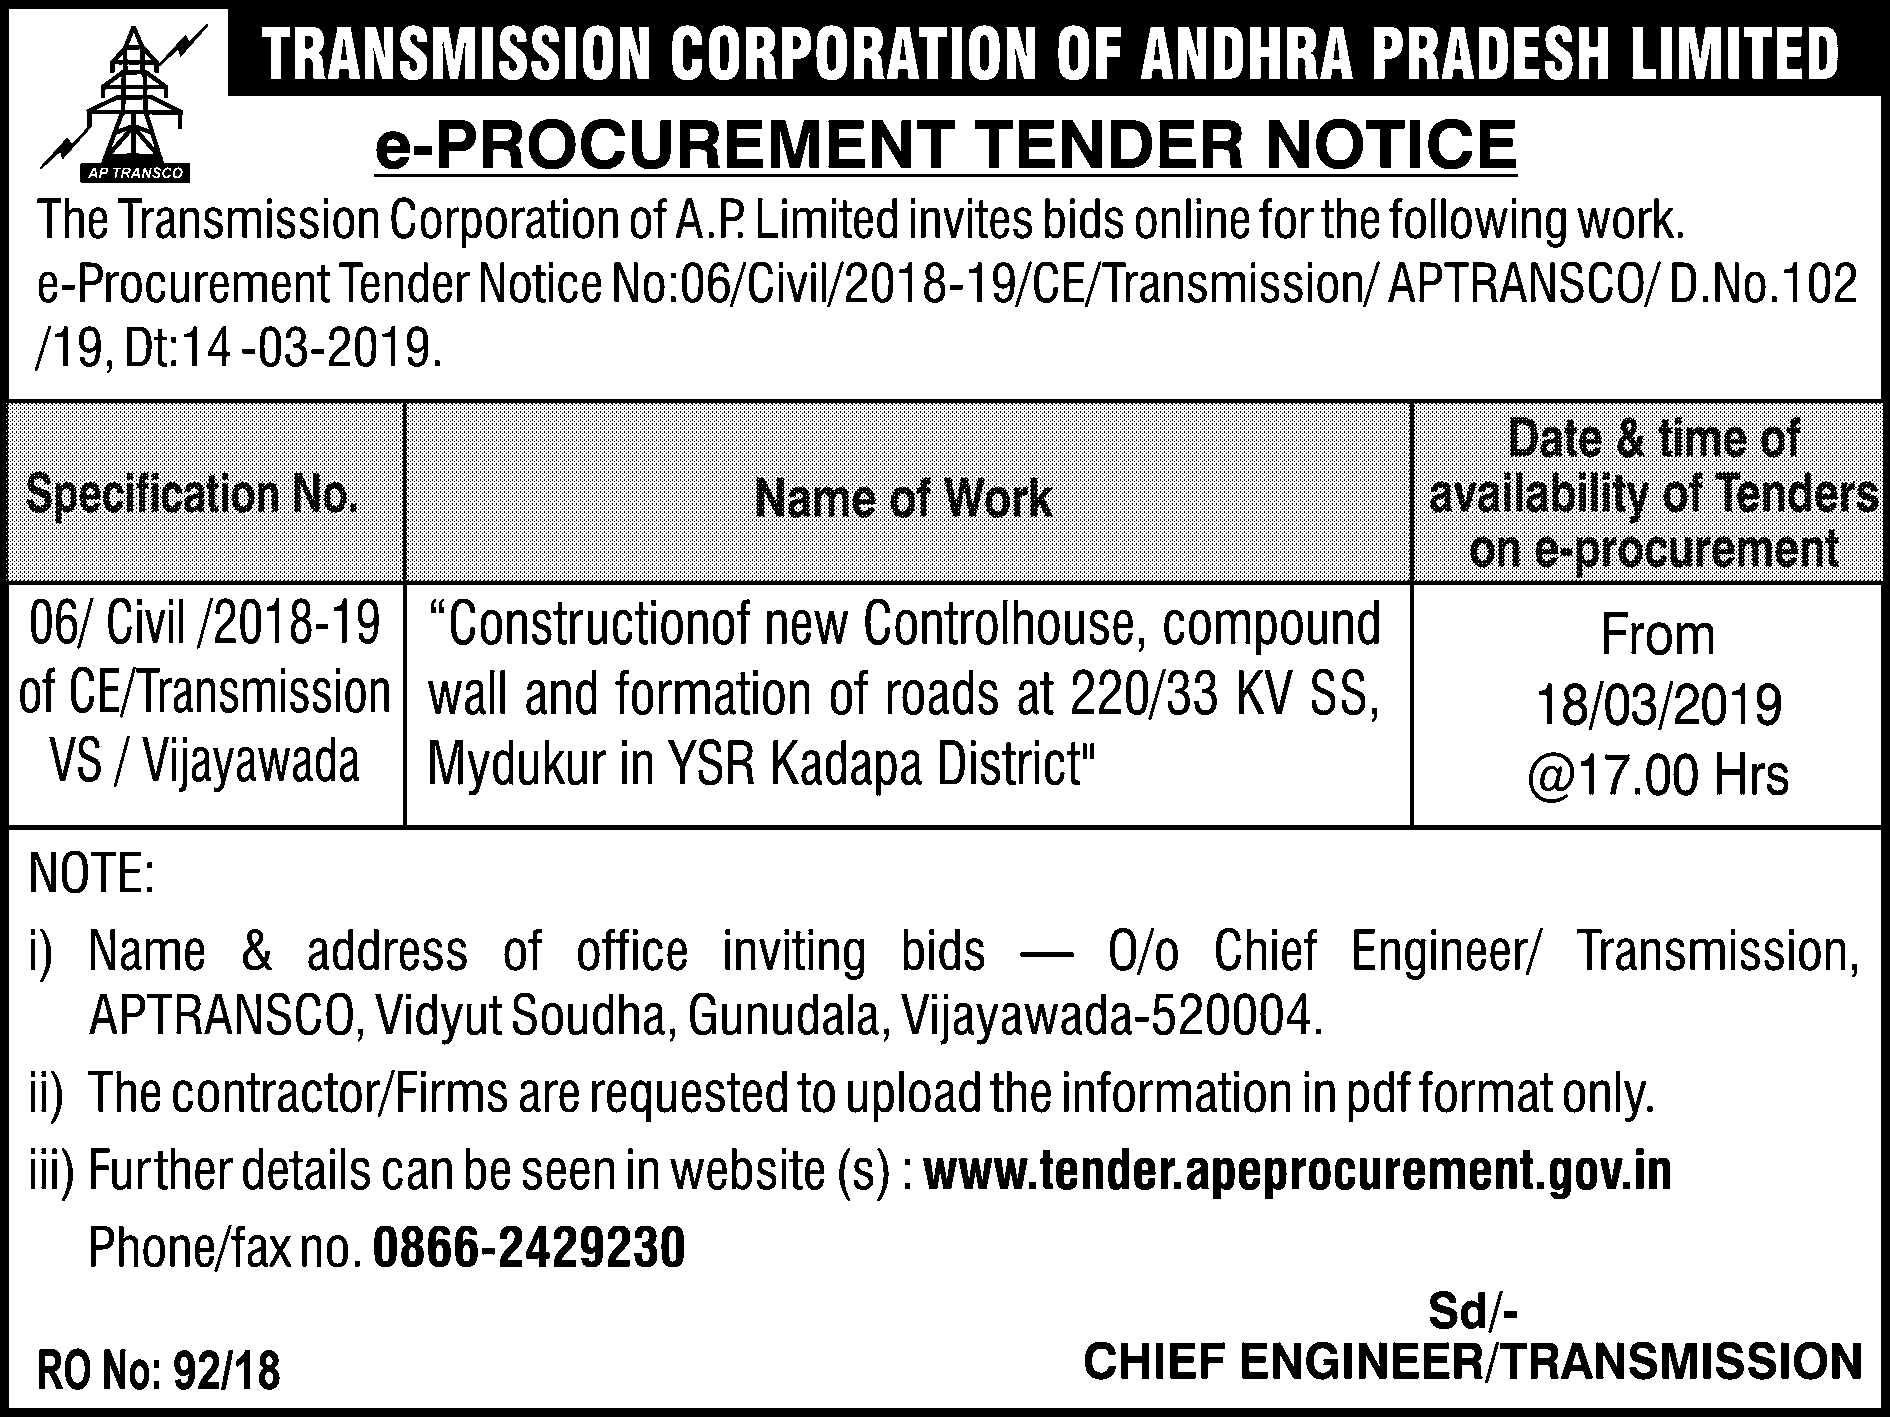 TRANSMISSION CORPORATION OF ANDHRA PRADESH LIMITED
AP TRANSCO
e-PROCUREMENT TENDER NOTICE
The Transmission Corporation of A.P. Limited invites bids online for the following work.
e-Procurement Tender Notice No:06/Civil/2018-19/CE/Transmission/ APTRANSCO/ D.No.102
/19, Dt:14 -03-2019.
Specification No.
Name of Work
Date & time of
availability of Tenders
on e-procurement
06/ Civil /2018-19
of CE/Transmission
VS / Vijayawada
“Constructionof new Controlhouse, compound
wall and formation of roads at 220/33 KV SS,
Mydukur in YSR Kadapa District"
From
18/03/2019
@17.00 Hrs
NOTE:
i) Name & address of office inviting bids — O/o Chief Engineer/ Transmission,
APTRANSCO, Vidyut Soudha, Gunudala, Vijayawada-520004.
ii) The contractor/Firms are requested to upload the information in pdf format only.
iii) Further details can be seen in website (s) : www.tender.apeprocurement.gov.in
Phone/fax no. 0866-2429230
Sd/-
CHIEF ENGINEER/TRANSMISSION
RO No: 92/18